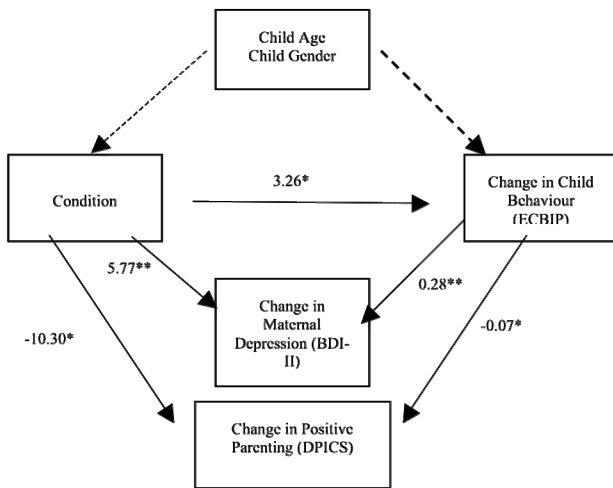 Child Age
Child Gender
Condition
3.26*
Change in Child
Behaviour
(ECBIP)
5.77**
0.28**
Change in
Maternal
Depression (BDI-
II)
-10.30*
-0.07*
Change in Positive
Parenting (DPICS)